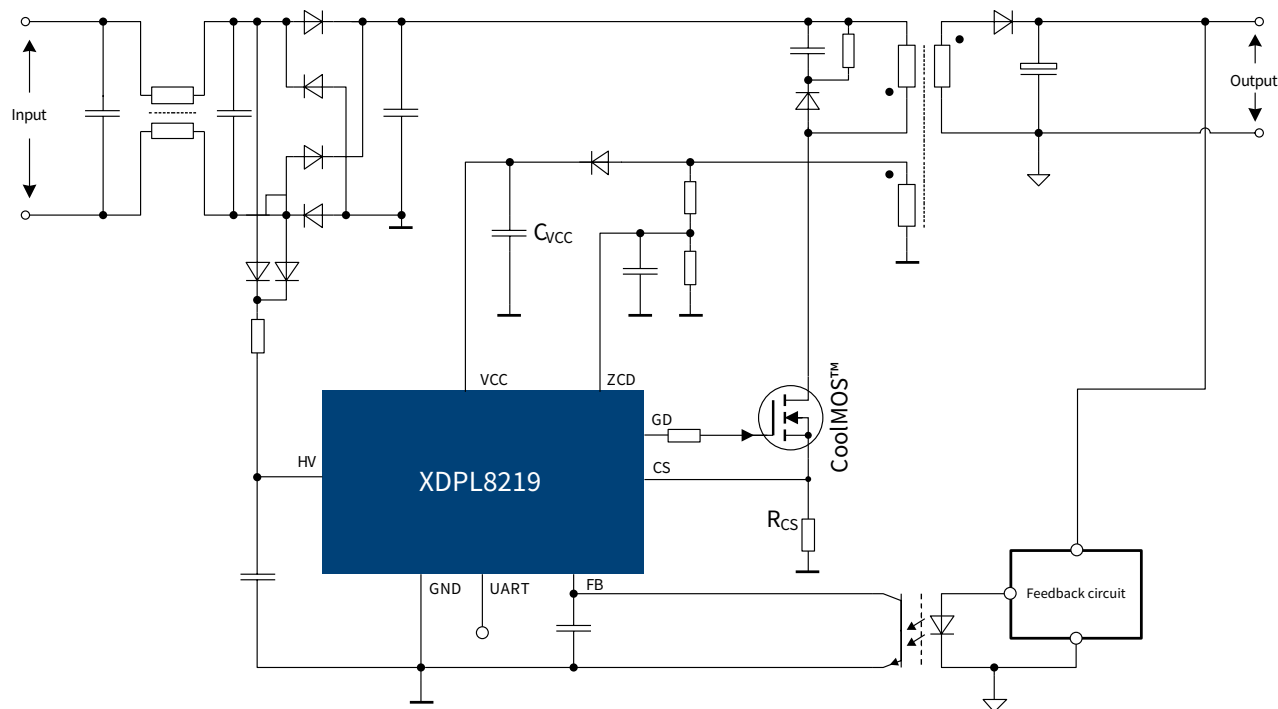 Input
Output
CVCC
VCC
ZCD
CoolMOS™
GD
HV
CS
XDPL8219
RCS
GND
UART
FB
Feedback circuit